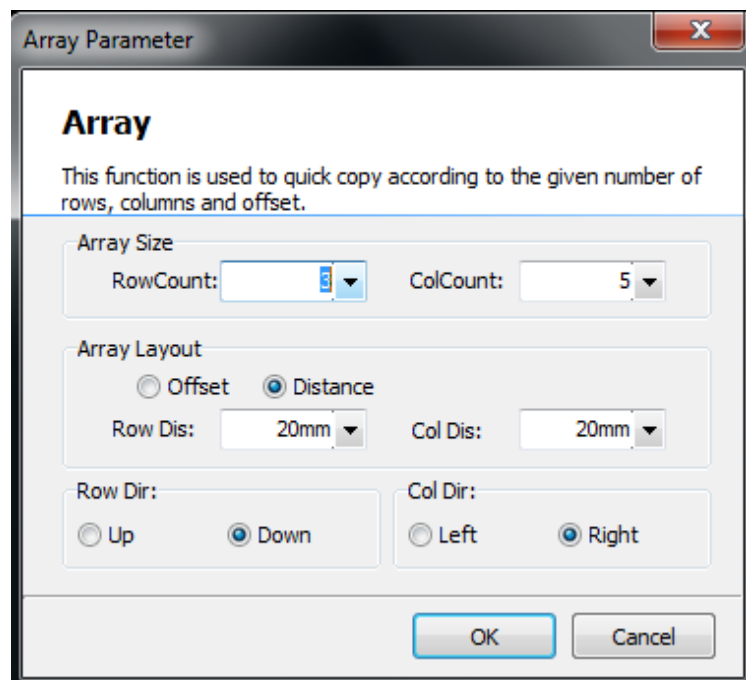 Array Parameter
Array
This function is used to quick copy according to the given number of
rows, columns and offset.
Array Size
RowCount: 3 ColCount: 5
Array Layout
Offset Distance
Row Dis: 20mm Col Dis: 20mm
Row Dir: Col Dir:
Up Down Left Right
OK Cancel